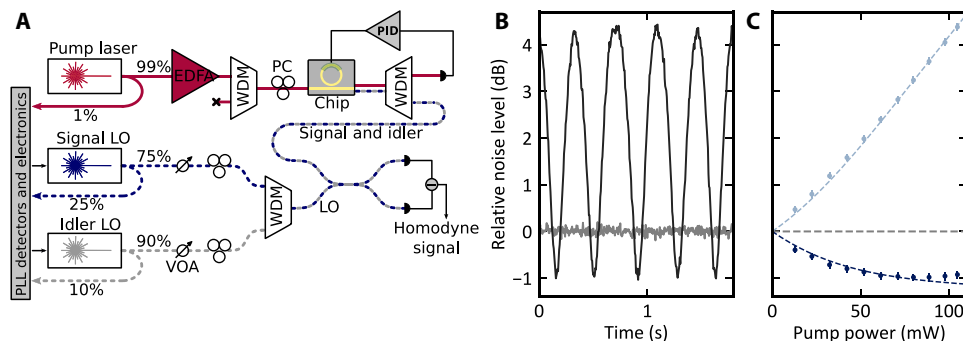 A
Pump laser
99%
EDFA
1%
WDM
PC
Chip
PID
WDM
Signal and idler
PLL detectors and electronics
Signal LO
75%
25%
WDM
LO
Homodyne
signal
Idler LO
90%
VOA
10%
B
Relative noise level (dB)
4
3
2
1
0
−1
0
1
Time (s)
C
0
50
100
Pump power (mW)